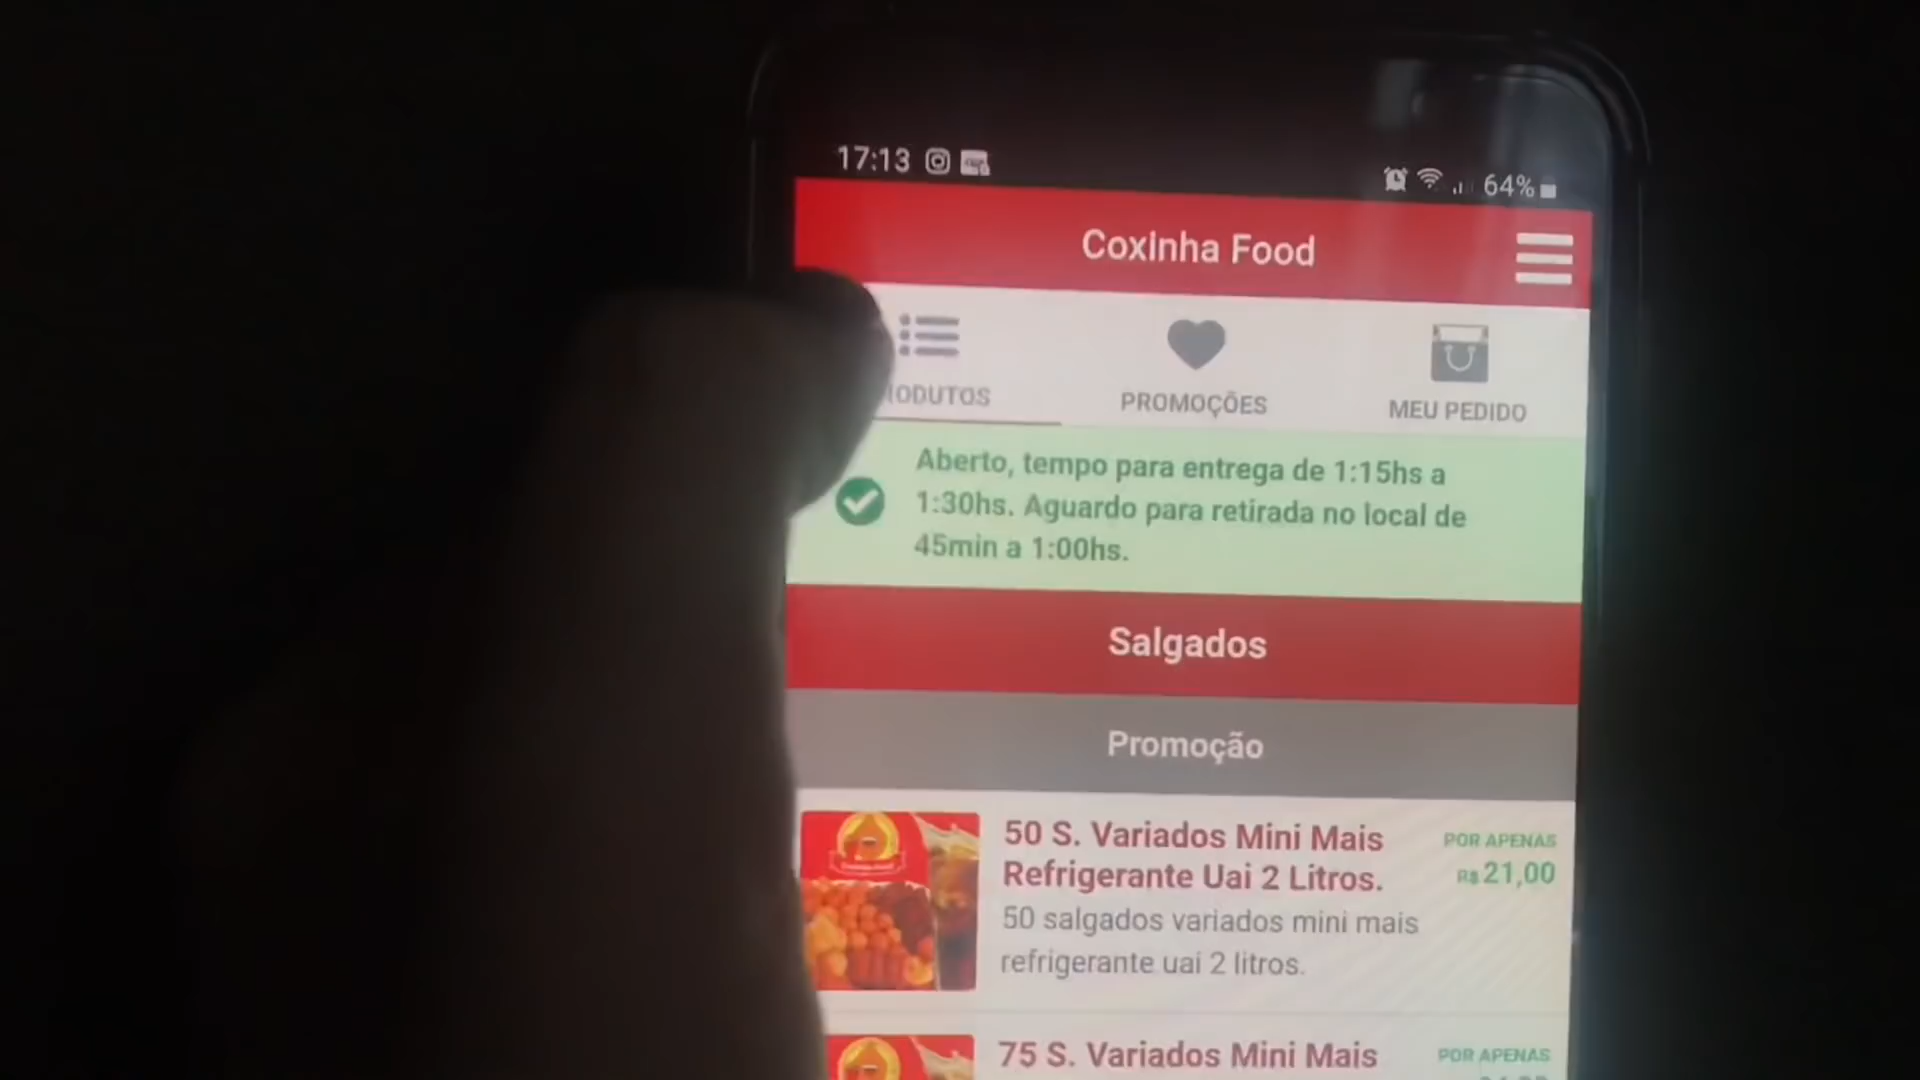 17:13
64%
Coxinha Food
PRODUTOS
PROMOÇÕES
MEU PEDIDO
Aberto, tempo para entrega de 1:15hs a
1:30hs. Aguardo para retirada no local de
45min a 1:00hs.
Salgados
Promoção
50 S. Variados Mini Mais
Refrigerante Uai 2 Litros.
POR APENAS
R$ 21,00
50 salgados variados mini mais
refrigerante uai 2 litros.
75 S. Variados Mini Mais
POR APENAS